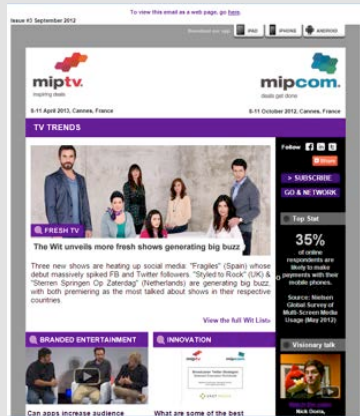 To view this email as a web page, go here.
Issue #3 September 2012
Download our app
IPAD
IPHONE
ANDROID
miptv.
inspiring deals
mipcom.
deals get done
8-11 April 2013, Cannes, France
8-11 October 2012, Cannes, France
TV TRENDS
Follow
Share
> SUBSCRIBE
GO & NETWORK
FRESH TV
The Wit unveils more fresh shows generating big buzz
Three new shows are heating up social media: "Fragiles" (Spain) whose
debut massively spiked FB and Twitter followers. "Styled to Rock" (UK) &
"Sterren Springen Op Zaterdag" (Netherlands) are generating big buzz,
with both premiering as the most talked about shows in their respective
countries.
View the full Wit List>
Top Stat
35%
of online
respondents are
likely to make
payments with their
mobile phones.
Source: Nielsen
Global Survey of
Multi-Screen Media
Usage (May 2012)
Visionary talk
BRANDED ENTERTAINMENT
INNOVATION
miptv.
mipcom.
Nick Dorra,
Can apps increase audience
What are some of the best